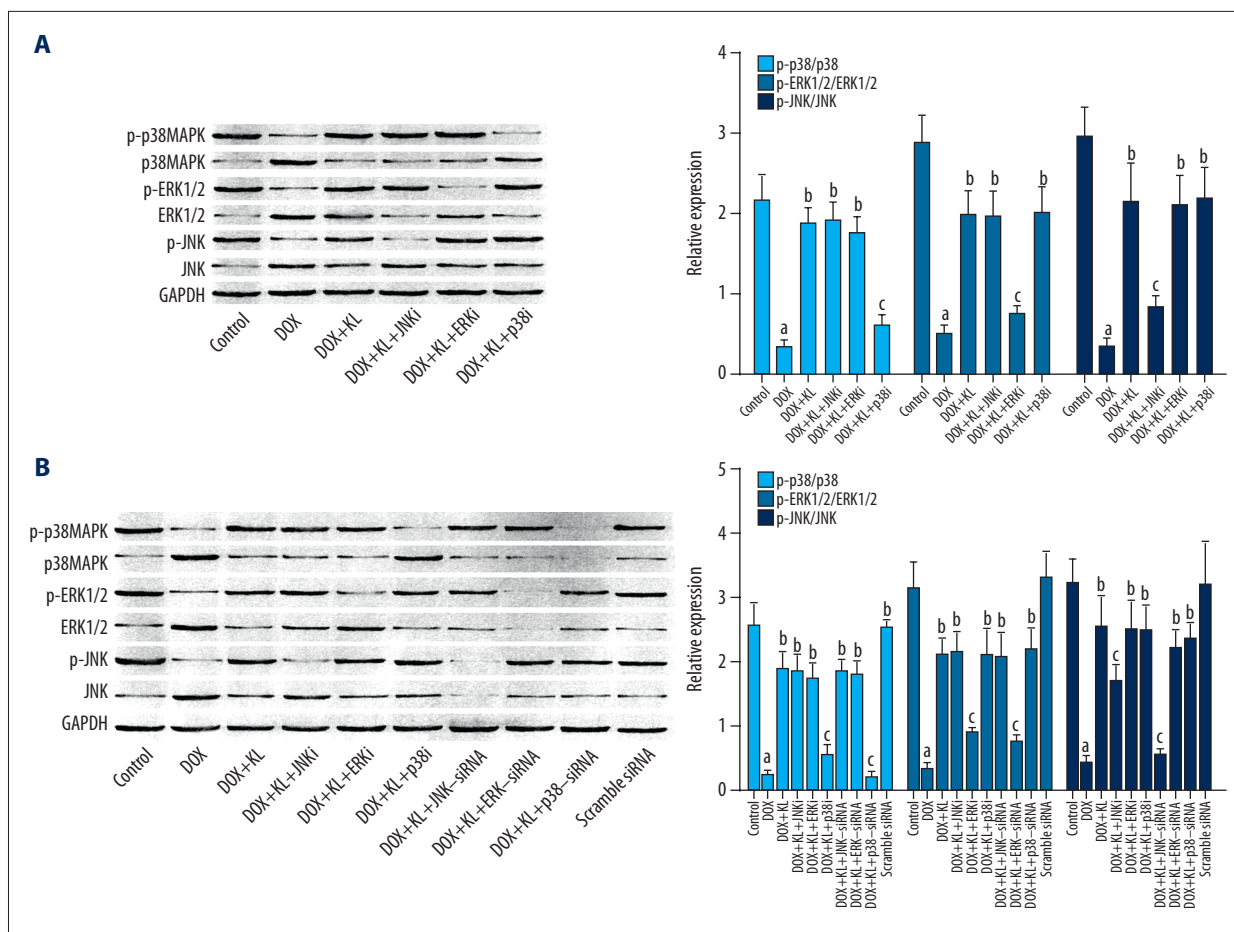 A
p-p38MAPK
p38MAPK
p-ERK1/2
ERK1/2
p-JNK
JNK
GAPDH
Control
DOX
DOX+KL
DOX+KL+JNKi
DOX+KL+ERKi
DOX+KL+p38i
Relative expression
4
3
2
1
0
p-p38/p38
p-ERK1/2/ERK1/2
p-JNK/JNK
a
b
b
b
c
a
b
b
c
b
a
b
c
b
b
Control
DOX
DOX+KL
DOX+KL+JNKi
DOX+KL+ERKi
DOX+KL+p38i
Control
DOX
DOX+KL
DOX+KL+JNKi
DOX+KL+ERKi
DOX+KL+p38i
Control
DOX
DOX+KL
DOX+KL+JNKi
DOX+KL+ERKi
DOX+KL+p38i
B
p-p38MAPK
p38MAPK
p-ERK1/2
ERK1/2
p-JNK
JNK
GAPDH
Control
DOX
DOX+KL
DOX+KL+JNKi
DOX+KL+ERKi
DOX+KL+p38i
DOX+KL+JNK–siRNA
DOX+KL+ERK–siRNA
DOX+KL+p38–siRNA
Scramble siRNA
Relative expression
5
4
3
2
1
0
p-p38/p38
p-ERK1/2/ERK1/2
p-JNK/JNK
a
b
b
b
c
b
b
c
b
a
b
b
c
b
b
c
b
a
b
c
b
b
c
b
b
Control
DOX
DOX+KL
DOX+KL+JNKi
DOX+KL+ERKi
DOX+KL+p38i
DOX+KL+JNK–siRNA
DOX+KL+ERK–siRNA
DOX+KL+p38–siRNA
Scramble siRNA
Control
DOX
DOX+KL
DOX+KL+JNKi
DOX+KL+ERKi
DOX+KL+p38i
DOX+KL+JNK–siRNA
DOX+KL+ERK–siRNA
DOX+KL+p38–siRNA
Scramble siRNA
Control
DOX
DOX+KL
DOX+KL+JNKi
DOX+KL+ERKi
DOX+KL+p38i
DOX+KL+JNK–siRNA
DOX+KL+ERK–siRNA
DOX+KL+p38–siRNA
Scramble siRNA